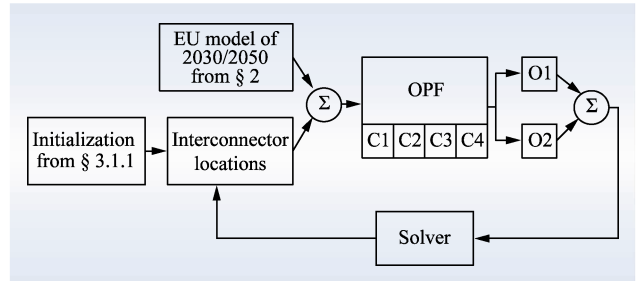 EU model of
2030/2050
from § 2
Σ
OPF
C1 C2 C3 C4
O1
O2
Σ
Initialization
from § 3.1.1
Interconnector
locations
Solver